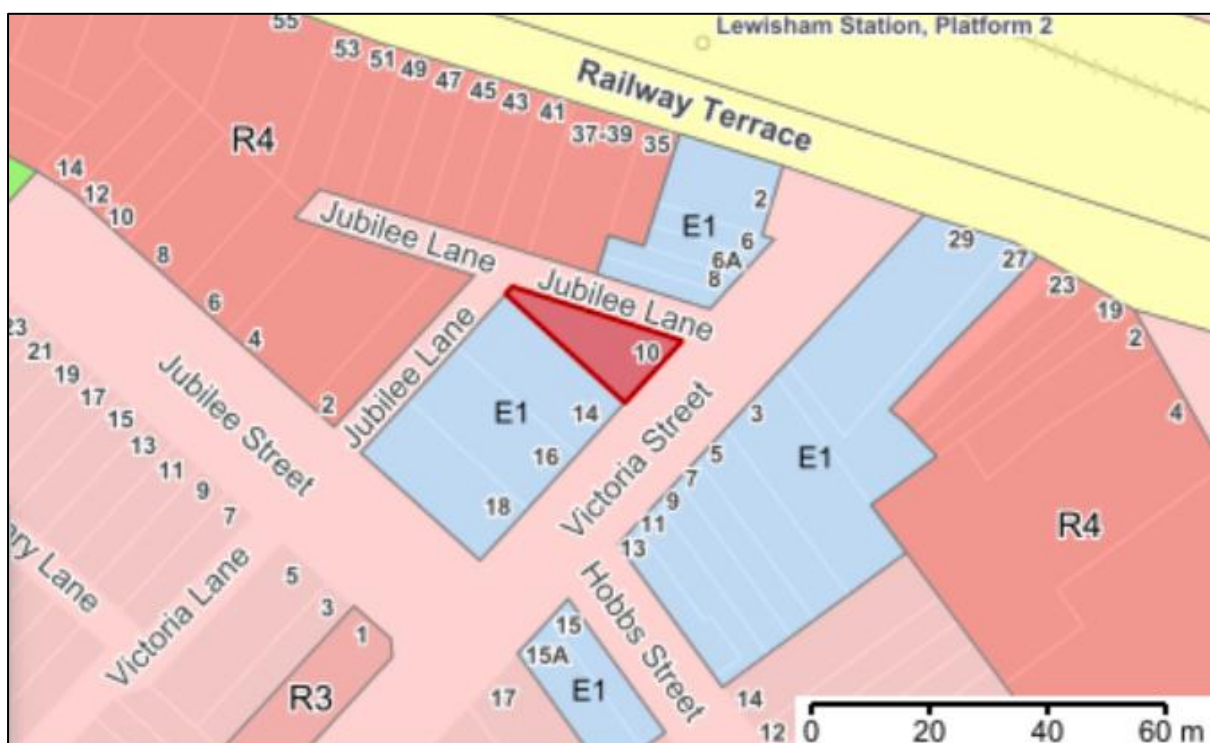 Lewisham Station, Platform 2
Railway Terrace
55
53
51
49
47
45
43
41
37-39
35
R4
14
12
10
8
6
4
2
Jubilee Lane
Jubilee Lane
Jubilee Lane
E1
2
6
6A
8
10
E1
14
16
18
Victoria Street
29
27
23
19
2
4
3
5
7
9
11
13
E1
R4
23
21
19
17
15
13
11
9
7
5
3
1
Jubilee Street
Lane
Victoria Lane
R3
Hobbs Street
15
15A
17
E1
14
12
0 20 40 60 m